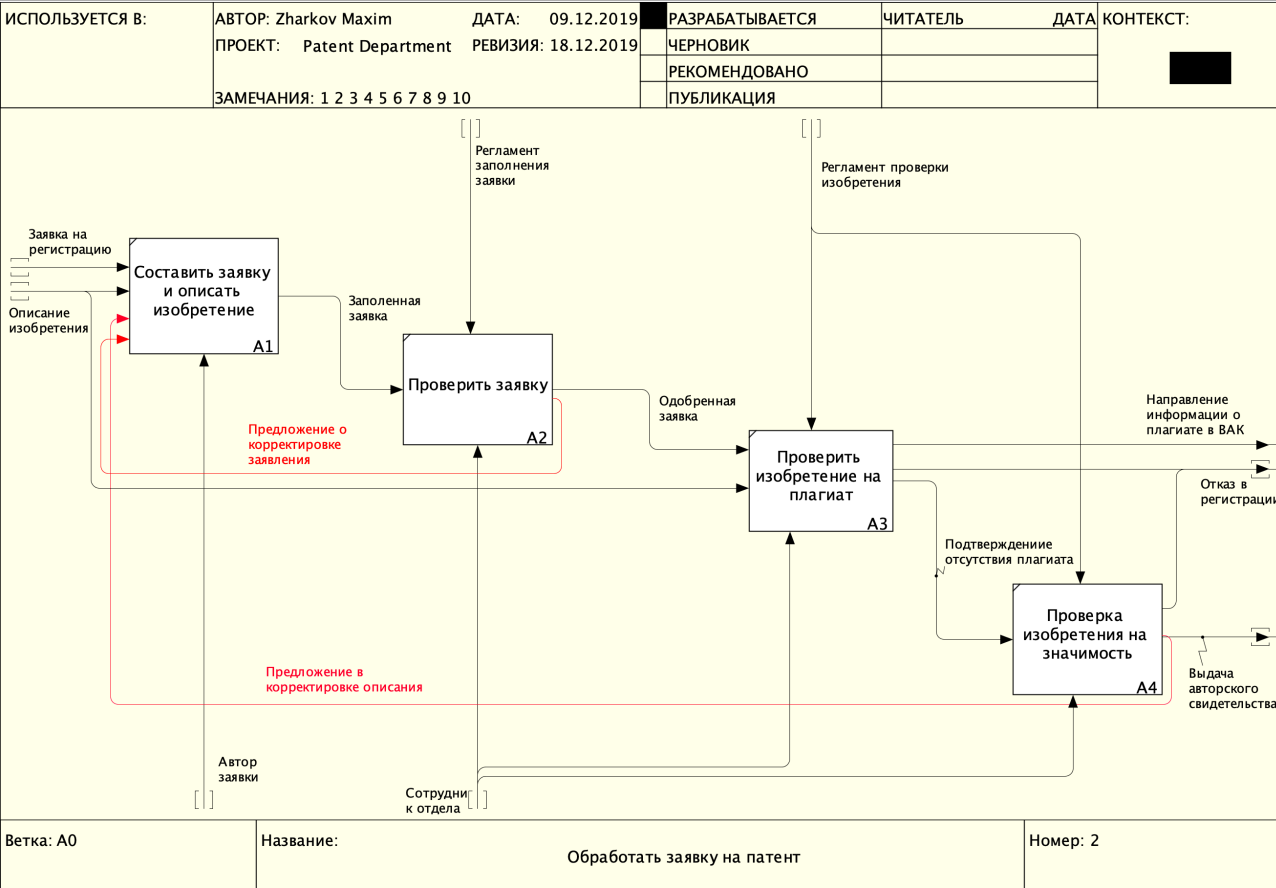 ИСПОЛЬЗУЕТСЯ В:
АВТОР: Zharkov Maxim
ДАТА: 09.12.2019
ПРОЕКТ: Patent Department
РЕВИЗИЯ: 18.12.2019
ЗАМЕЧАНИЯ: 1 2 3 4 5 6 7 8 9 10
РАЗРАБАТЫВАЕТСЯ
ЧЕРНОВИК
РЕКОМЕНДОВАНО
ПУБЛИКАЦИЯ
ЧИТАТЕЛЬ
ДАТА
КОНТЕКСТ:
Регламент
заполнения
заявки
Регламент проверки
изобретения
Заявка на
регистрацию
Составить заявку
и описать
изобретение
A1
Описание
изобретения
Заполенная
заявка
Проверить заявку
A2
Предложение о
корректировке
заявления
Одобренная
заявка
Проверить
изобретение на
плагиат
A3
Направление
информации о
плагиате в ВАК
Отказ в
регистрации
Подтверждениие
отсутствия плагиата
Проверка
изобретения на
значимость
A4
Выдача
авторского
свидетельства
Предложение в
корректировке описания
Автор
заявки
Сотрудни
к отдела
Ветка: A0
Название:
Обработать заявку на патент
Номер: 2